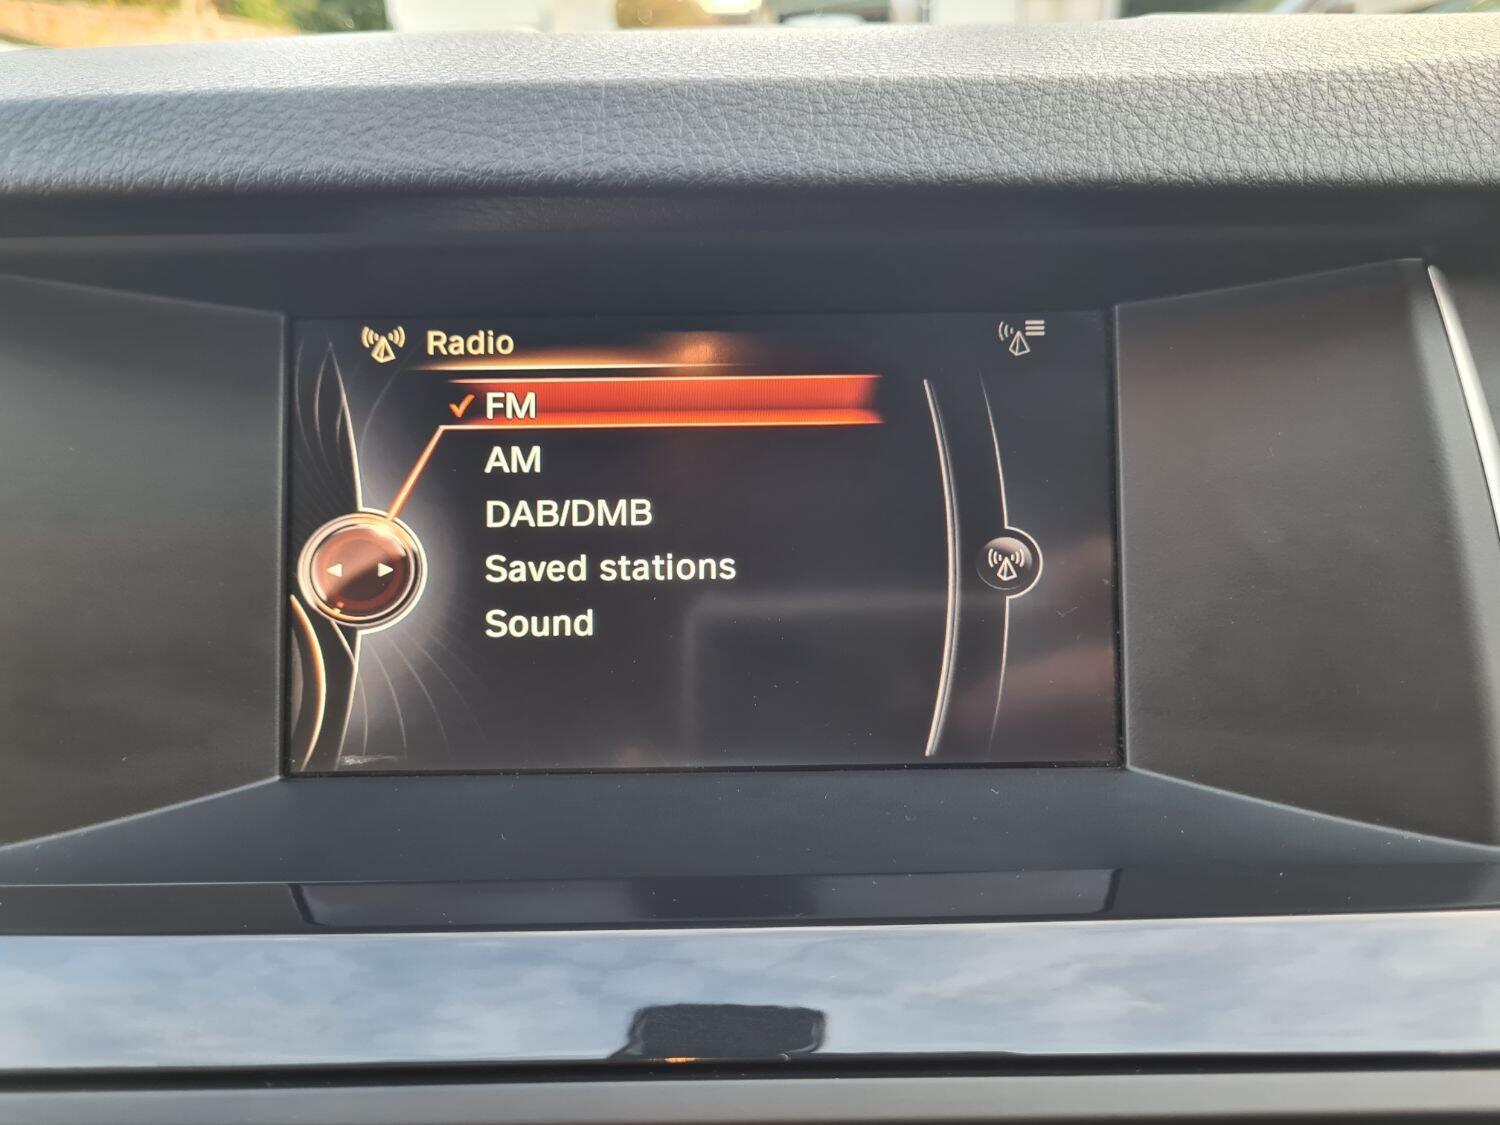 Radio
FM
AM
DAB/DMB
Saved stations
Sound